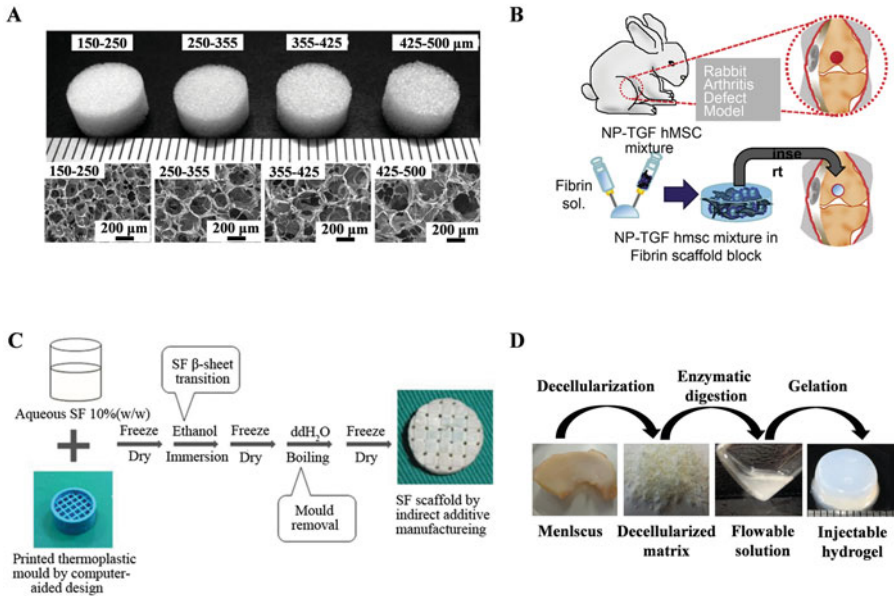 A
150-250
250-355
355-425
425-500 µm
150-250
250-355
355-425
425-500
200 µm
200 µm
200 µm
200 µm
B
Rabbit
Arthritis
Defect
Model
NP-TGF hMSC
mixture
Fibrin
sol.
inse
rt
NP-TGF hmsc mixture in
Fibrin scaffold block
C
SF β-sheet
transition
Aqueous SF 10%(w/w)
Freeze
Dry
Ethanol
Immersion
Freeze
Dry
ddH₂O
Boiling
Freeze
Dry
Mould
removal
SF scaffold by
indirect additive
manufactureing
Printed thermoplastic
mould by computer-
aided design
D
Decellularization
Enzymatic
digestion
Gelation
Menlscus
Decellularized
matrix
Flowable
solution
Injectable
hydrogel